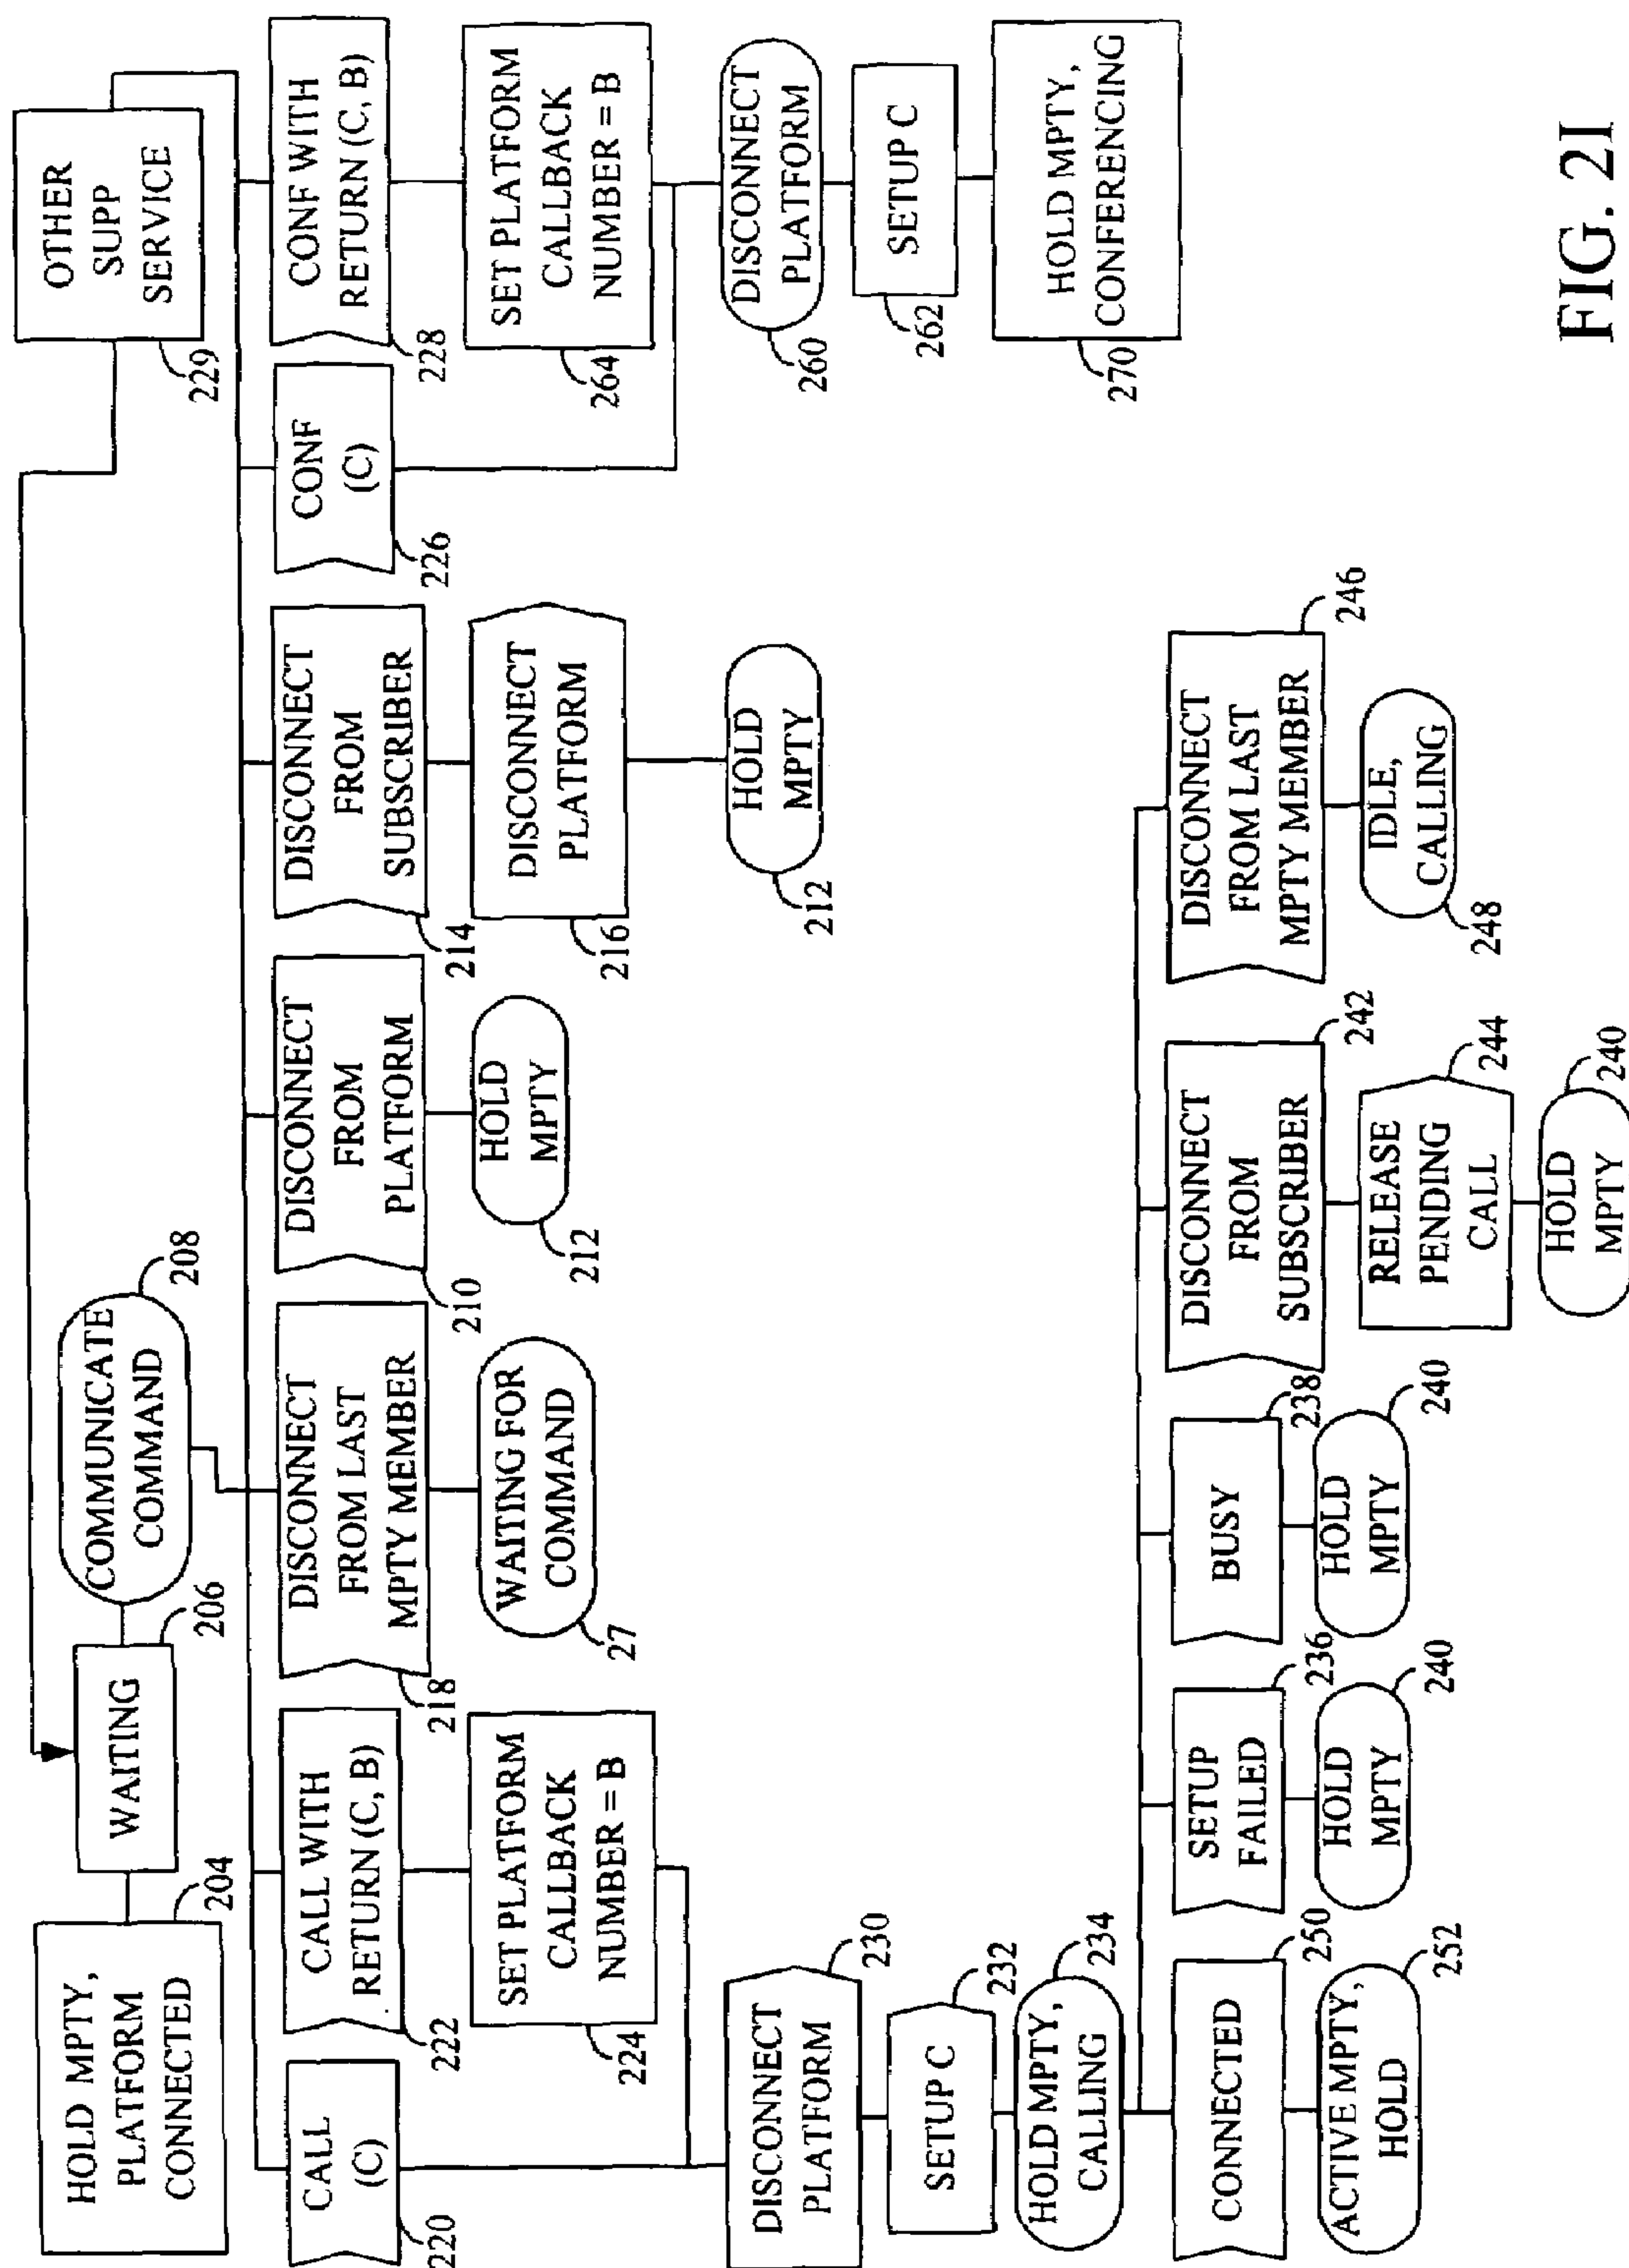 HOLD MPTY,
PLATFORM
CONNECTED
204
WAITING
206
COMMUNICATE
COMMAND
208
OTHER
SUPP
SERVICE
229
CALL
(C)
220
CALL WITH
RETURN (C, B)
222
SET PLATFORM
CALLBACK
NUMBER = B
224
DISCONNECT
FROM LAST
MPTY MEMBER
218
WAITING FOR
COMMAND
27
DISCONNECT
FROM
PLATFORM
210
HOLD
MPTY
212
DISCONNECT
FROM
SUBSCRIBER
214
DISCONNECT
PLATFORM
216
HOLD
MPTY
212
CONF
(C)
226
CONF WITH
RETURN (C, B)
228
SET PLATFORM
CALLBACK
NUMBER = B
264
DISCONNECT
PLATFORM
260
SETUP C
262
HOLD MPTY,
CONFERENCING
270
DISCONNECT
PLATFORM
230
SETUP C
232
HOLD MPTY,
CALLING
234
CONNECTED
250
ACTIVE MPTY,
HOLD
252
SETUP
FAILED
236
HOLD
MPTY
240
BUSY
238
HOLD
MPTY
240
DISCONNECT
FROM
SUBSCRIBER
242
RELEASE
PENDING
CALL
244
HOLD
MPTY
240
DISCONNECT
FROM LAST
MPTY MEMBER
246
IDLE,
CALLING
248
FIG. 2I